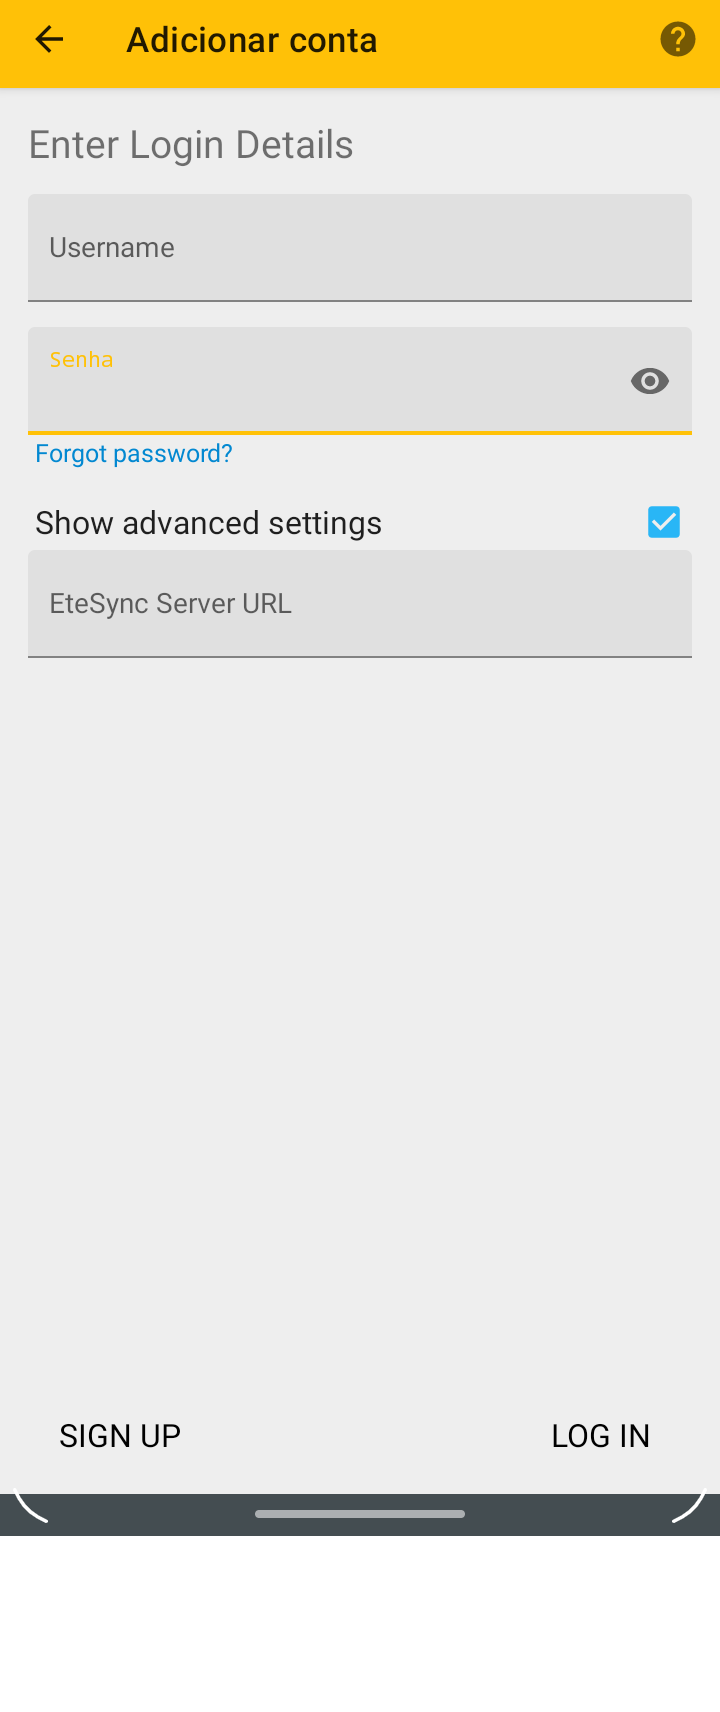 Adicionar conta
Enter Login Details
Username
Senha
Forgot password?
Show advanced settings
EteSync Server URL
SIGN UP
LOG IN